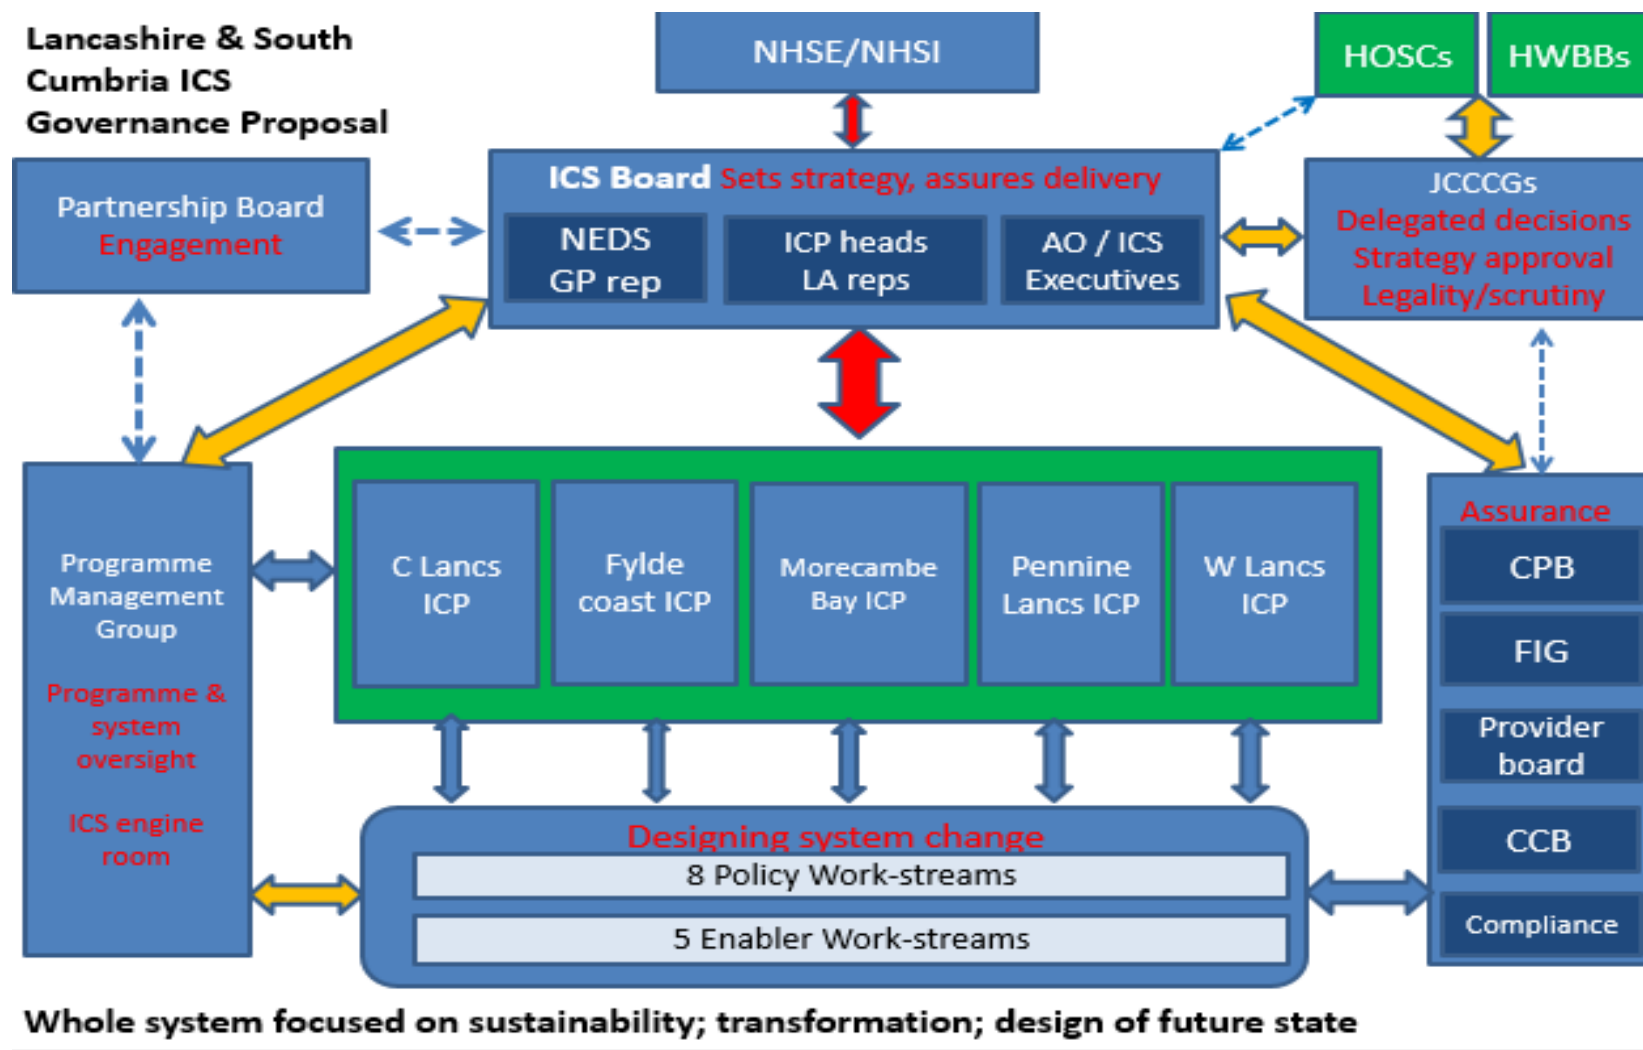 Lancashire & South
Cumbria ICS
Governance Proposal
NHSE/NHSI
HOSCs
HWBBs
Partnership Board
Engagement
ICS Board Sets strategy, assures delivery
NEDS
GP rep
ICP heads
LA reps
AO / ICS
Executives
JCCCGs
Delegated decisions
Strategy approval
Legality/scrutiny
Programme
Management
Group
Programme &
system
oversight
ICS engine
room
C Lancs
ICP
Fylde
coast ICP
Morecambe
Bay ICP
Pennine
Lancs ICP
W Lancs
ICP
Assurance
CPB
FIG
Provider
board
CCB
Compliance
Designing system change
8 Policy Work-streams
5 Enabler Work-streams
Whole system focused on sustainability; transformation; design of future state